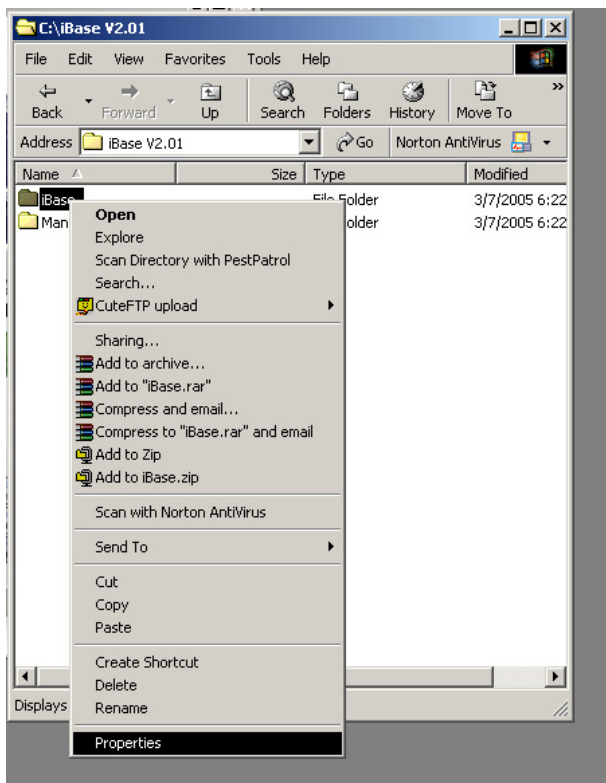 C:\iBase V2.01
File Edit View Favorites Tools Help
Back Forward Up Search Folders History Move To »
Address iBase V2.01 Go Norton AntiVirus
Name Size Type Modified
iBase File Folder 3/7/2005 6:22
Man older 3/7/2005 6:22
Open
Explore
Scan Directory with PestPatrol
Search...
CuteFTP upload
Sharing...
Add to archive...
Add to "iBase.rar"
Compress and email...
Compress to "iBase.rar" and email
Add to Zip
Add to iBase.zip
Scan with Norton AntiVirus
Send To
Cut
Copy
Paste
Create Shortcut
Delete
Displays Rename
Properties